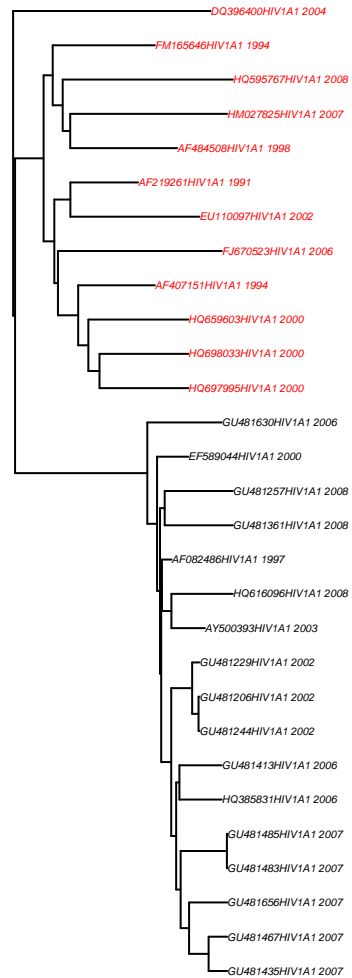 DQ396400HIV1A1 2004
FM165646HIV1A1 1994
HQ595767HIV1A1 2008
HM027825HIV1A1 2007
AF484508HIV1A1 1998
AF219261HIV1A1 1991
EU110097HIV1A1 2002
FJ670523HIV1A1 2006
AF407151HIV1A1 1994
HQ659603HIV1A1 2000
HQ698033HIV1A1 2000
HQ697995HIV1A1 2000
GU481630HIV1A1 2006
EF589044HIV1A1 2000
GU481257HIV1A1 2008
GU481361HIV1A1 2008
AF082486HIV1A1 1997
HQ616096HIV1A1 2008
AY500393HIV1A1 2003
GU481229HIV1A1 2002
GU481206HIV1A1 2002
GU481244HIV1A1 2002
GU481413HIV1A1 2006
HQ385831HIV1A1 2006
GU481485HIV1A1 2007
GU481483HIV1A1 2007
GU481656HIV1A1 2007
GU481467HIV1A1 2007
GU481435HIV1A1 2007